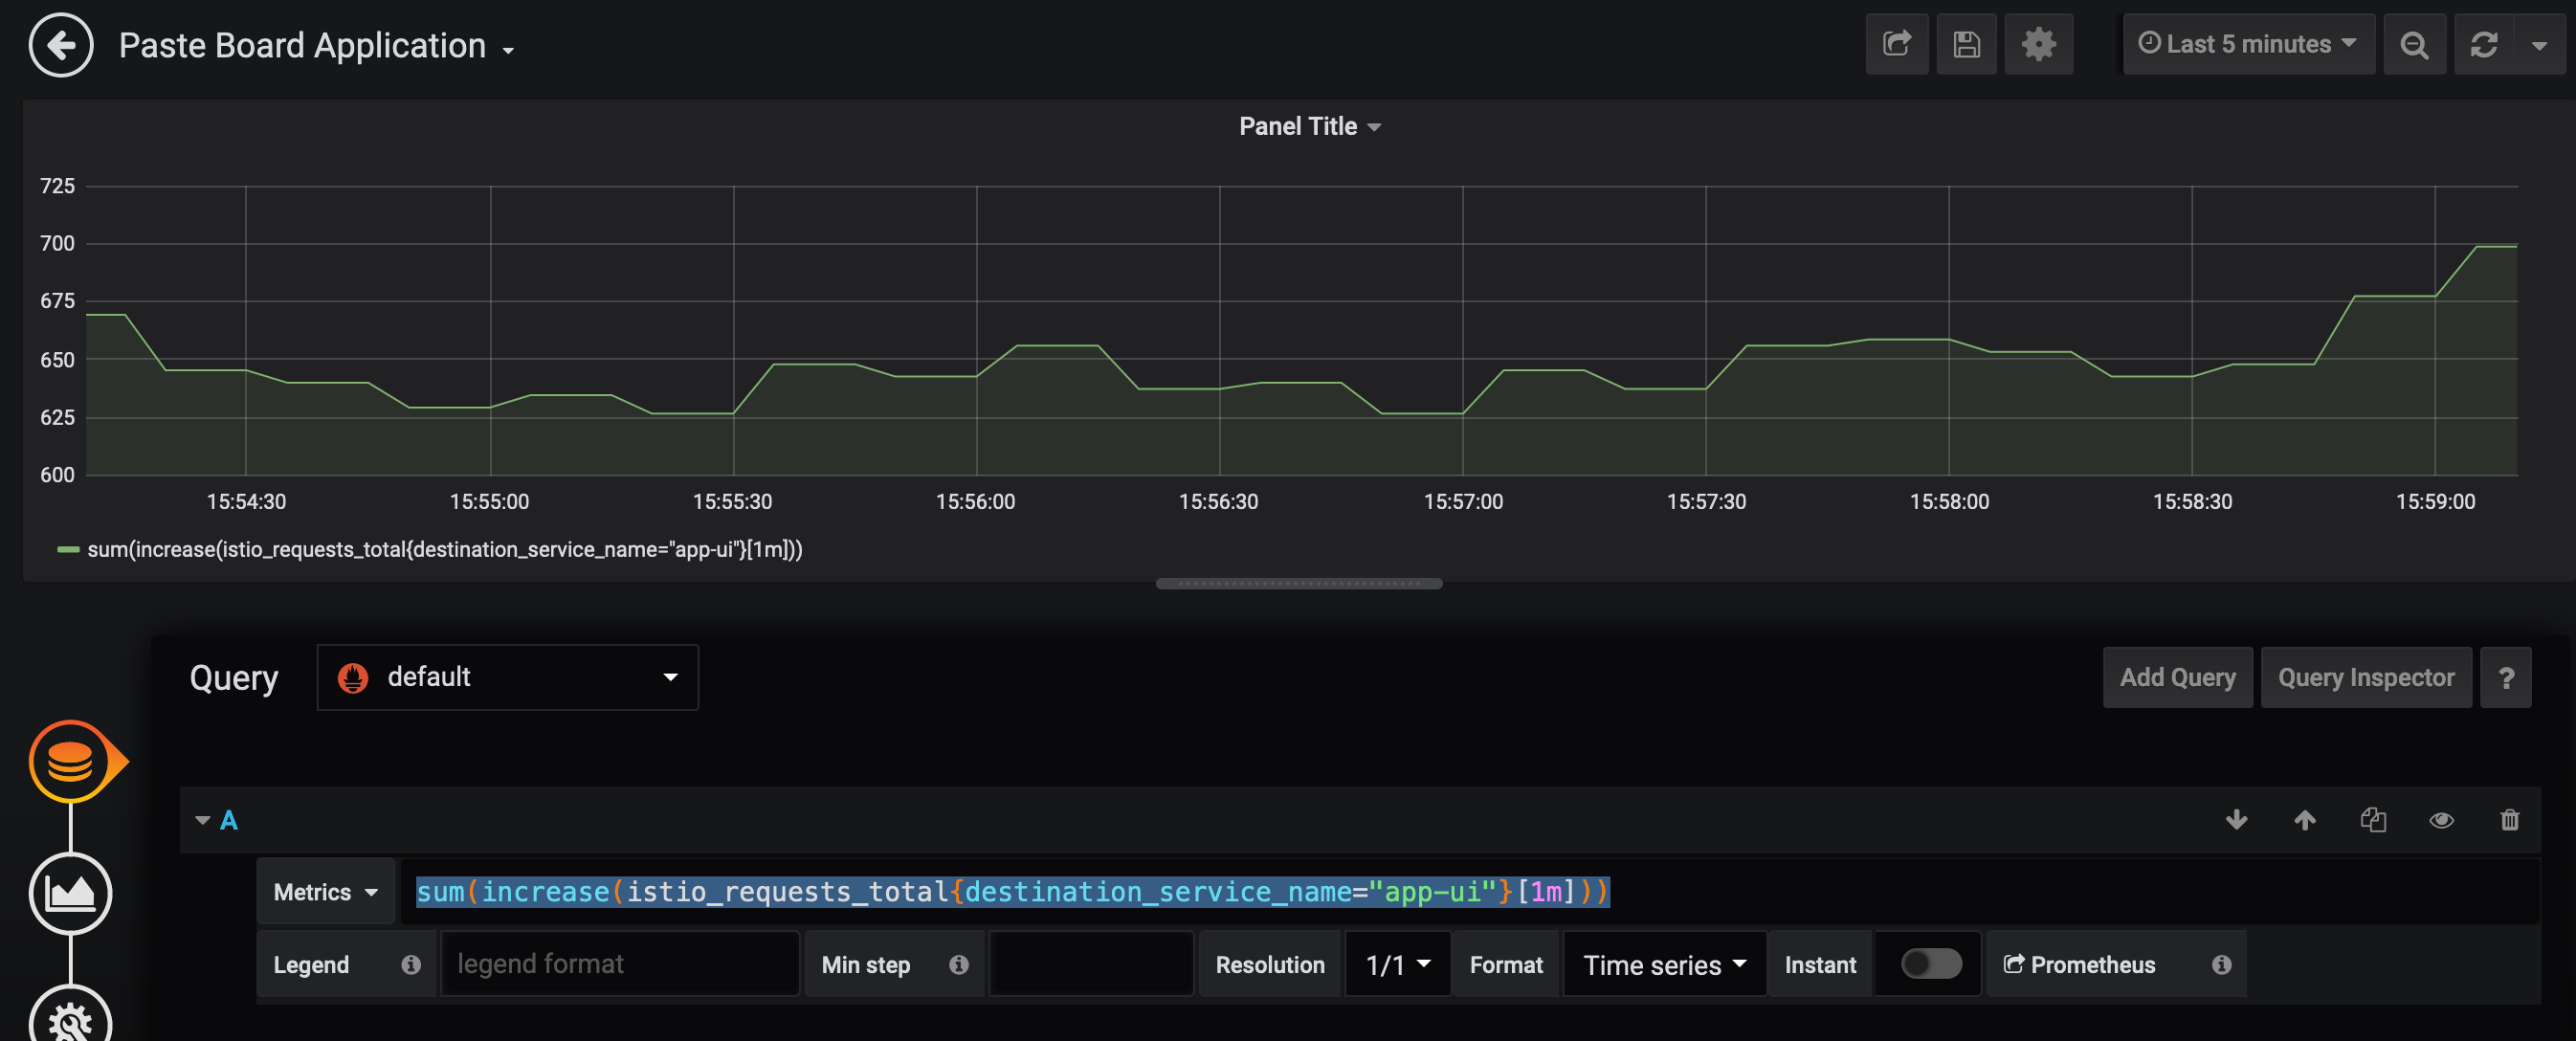 Paste Board Application
Last 5 minutes
Panel Title
725
700
675
650
625
600
15:54:30 15:55:00 15:55:30 15:56:00 15:56:30 15:57:00 15:57:30 15:58:00 15:58:30 15:59:00
sum(increase(istio_requests_total{destination_service_name="app-ui"}[1m]))
Query default Add Query Query Inspector ?
A
Metrics sum(increase(istio_requests_total{destination_service_name="app-ui"}[1m]))
Legend legend format Min step Resolution 1/1 Format Time series Instant Prometheus